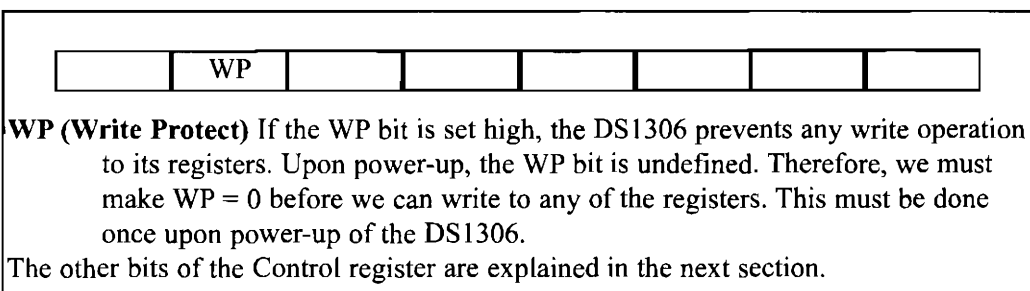 WP
WP (Write Protect) If the WP bit is set high, the DS1306 prevents any write operation
to its registers. Upon power-up, the WP bit is undefined. Therefore, we must
make WP = 0 before we can write to any of the registers. This must be done
once upon power-up of the DS1306.
The other bits of the Control register are explained in the next section.